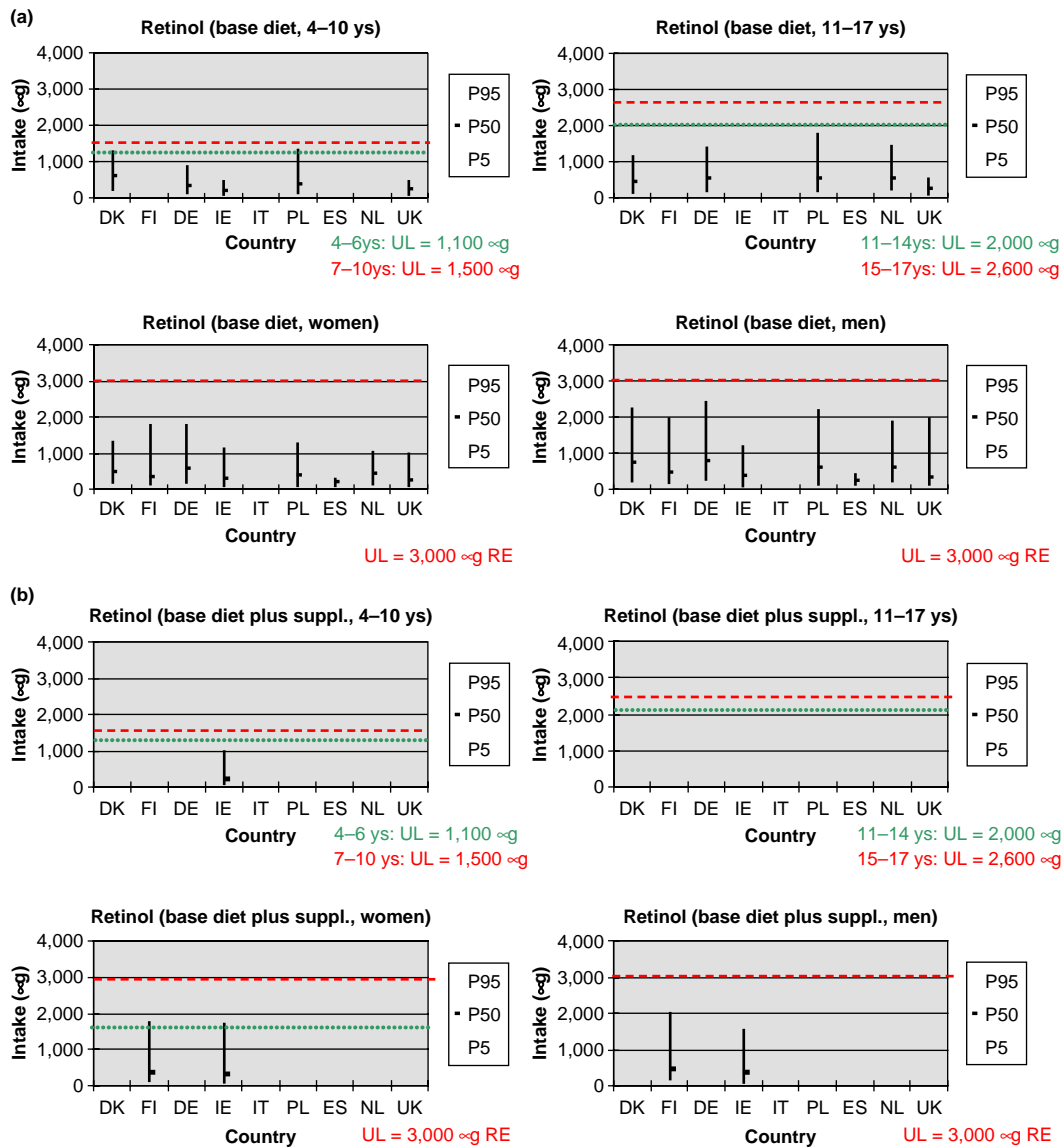 (a)
Retinol (base diet, 4–10 ys)
4,000
3,000
2,000
1,000
0
Intake (∝g)
DK FI DE IE IT PL ES NL UK
Country
P95
P50
P5
4–6ys: UL = 1,100 ∝g
7–10ys: UL = 1,500 ∝g
Retinol (base diet, 11–17 ys)
4,000
3,000
2,000
1,000
0
Intake (∝g)
DK FI DE IE IT PL ES NL UK
Country
P95
P50
P5
11–14ys: UL = 2,000 ∝g
15–17ys: UL = 2,600 ∝g
Retinol (base diet, women)
4,000
3,000
2,000
1,000
0
Intake (∝g)
DK FI DE IE IT PL ES NL UK
Country
P95
P50
P5
UL = 3,000 ∝g RE
Retinol (base diet, men)
4,000
3,000
2,000
1,000
0
Intake (∝g)
DK FI DE IE IT PL ES NL UK
Country
P95
P50
P5
UL = 3,000 ∝g RE
(b)
Retinol (base diet plus suppl., 4–10 ys)
4,000
3,000
2,000
1,000
0
Intake (∝g)
DK FI DE IE IT PL ES NL UK
Country
P95
P50
P5
4–6 ys: UL = 1,100 ∝g
7–10 ys: UL = 1,500 ∝g
Retinol (base diet plus suppl., 11–17 ys)
4,000
3,000
2,000
1,000
0
Intake (∝g)
DK FI DE IE IT PL ES NL UK
Country
P95
P50
P5
11–14 ys: UL = 2,000 ∝g
15–17 ys: UL = 2,600 ∝g
Retinol (base diet plus suppl., women)
4,000
3,000
2,000
1,000
0
Intake (∝g)
DK FI DE IE IT PL ES NL UK
Country
P95
P50
P5
UL = 3,000 ∝g RE
Retinol (base diet plus suppl., men)
4,000
3,000
2,000
1,000
0
Intake (∝g)
DK FI DE IE IT PL ES NL UK
Country
P95
P50
P5
UL = 3,000 ∝g RE